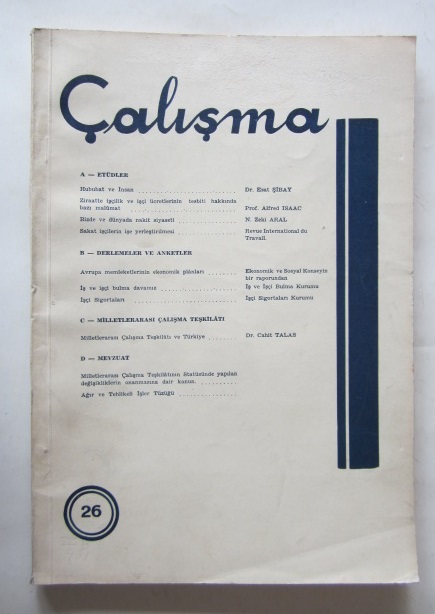 Çalışma
A — ETÜDLER
Hububat ve İnsan ........ Dr. Esat ŞİBAY
Ziraatte işçilik ve işçi ücretlerinin tesbiti hakkında
bazı malûmat ........ Prof. Alfred ISAAC
Bizde ve dünyada nakit siyaseti ........ N. Zeki ARAL
Sakat işçilerin işe yerleştirilmesi ........ Revue International du
Travail.
B — DERLEMELER VE ANKETLER
Avrupa memleketlerinin ekonomik plânları ........ Ekonomik ve Sosyal Konseyin
bir raporundan
İş ve işçi bulma davamız ........ İş ve İşçi Bulma Kurumu
İşçi Sigortaları ........ İşçi Sigortaları Kurumu
C — MİLLETLERARASI ÇALIŞMA TEŞKİLÂTI
Milletlerarası Çalışma Teşkilâtı ve Türkiye ........ Dr. Cahit TALAS
D — MEVZUAT
Milletlerarası Çalışma Teşkilâtının Statüsünde yapılan
değişikliklerin onanmasına dair kanun. ........
Ağır ve Tehlikeli İşler Tüzüğü ........
26